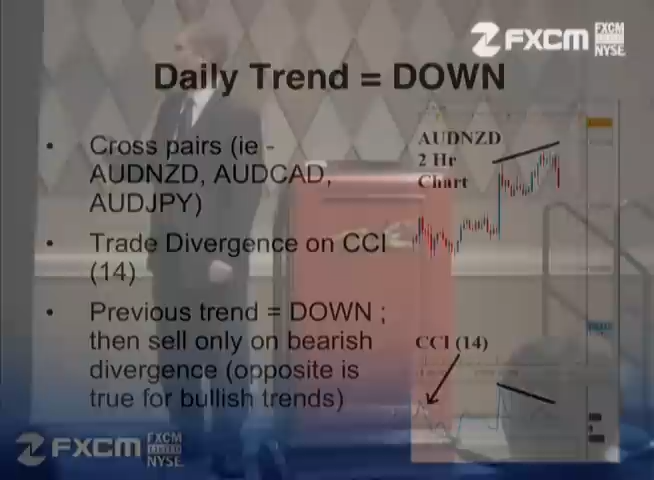 FXCM
FXCM
LISTED
NYSE
Daily Trend = DOWN
• Cross pairs (ie -
AUDNZD, AUDCAD,
AUDJPY)
• Trade Divergence on CCI
(14)
• Previous trend = DOWN ;
then sell only on bearish
divergence (opposite is
true for bullish trends)
AUDNZD
2 Hr
Chart
CCI (14)
FXCM
FXCM
LISTED
NYSE